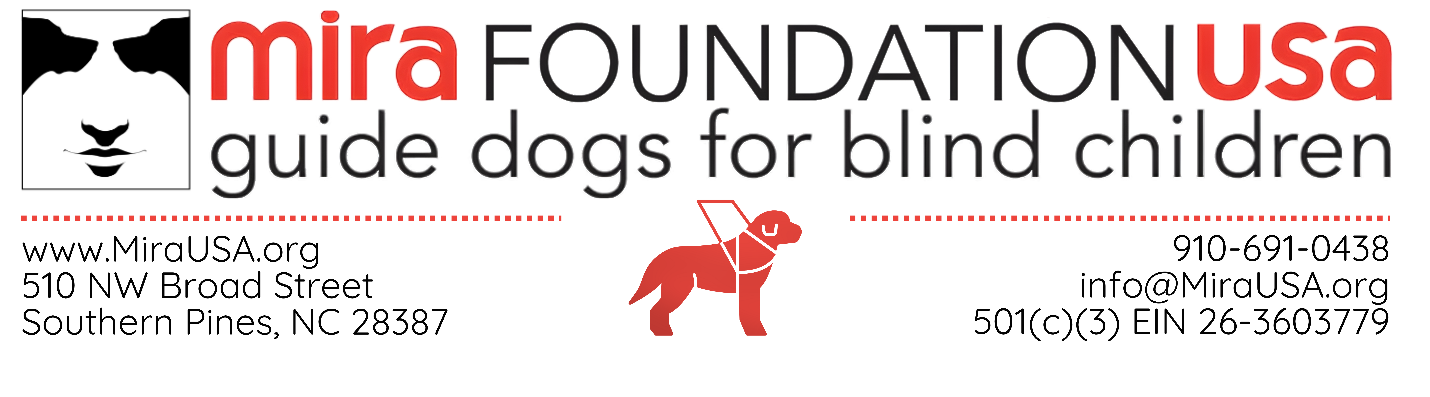 mira FOUNDATION usa
guide dogs for blind children
www.MiraUSA.org
510 NW Broad Street
Southern Pines, NC 28387
910-691-0438
info@MiraUSA.org
501(c)(3) EIN 26-3603779